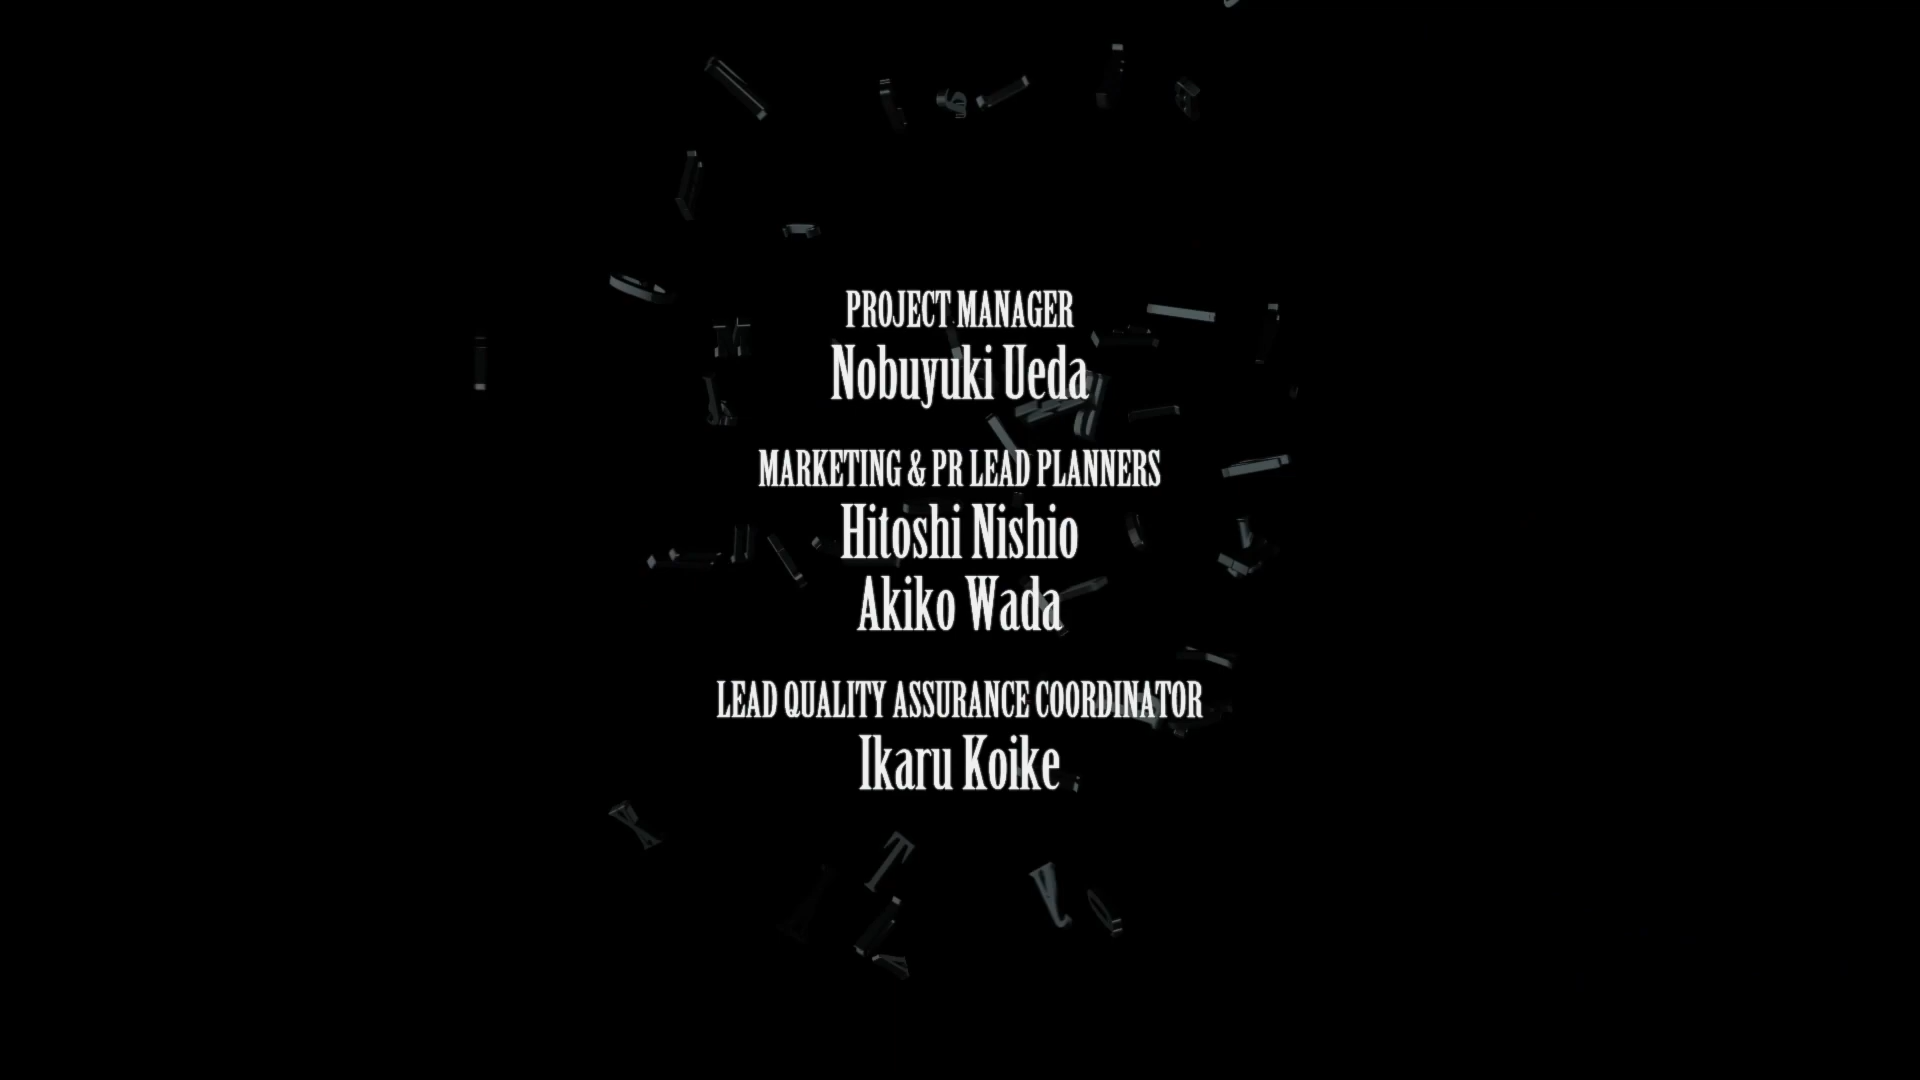 PROJECT MANAGER
Nobuyuki Ueda
MARKETING & PR LEAD PLANNERS
Hitoshi Nishio
Akiko Wada
LEAD QUALITY ASSURANCE COORDINATOR
Ikaru Koike